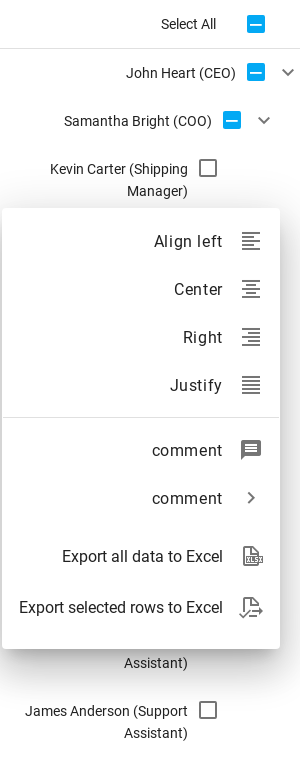 Select All
John Heart (CEO)
Samantha Bright (COO)
Kevin Carter (Shipping
Manager)
Align left
Center
Right
Justify
comment
comment
Export all data to Excel
XLSX
Export selected rows to Excel
Assistant)
James Anderson (Support
Assistant)